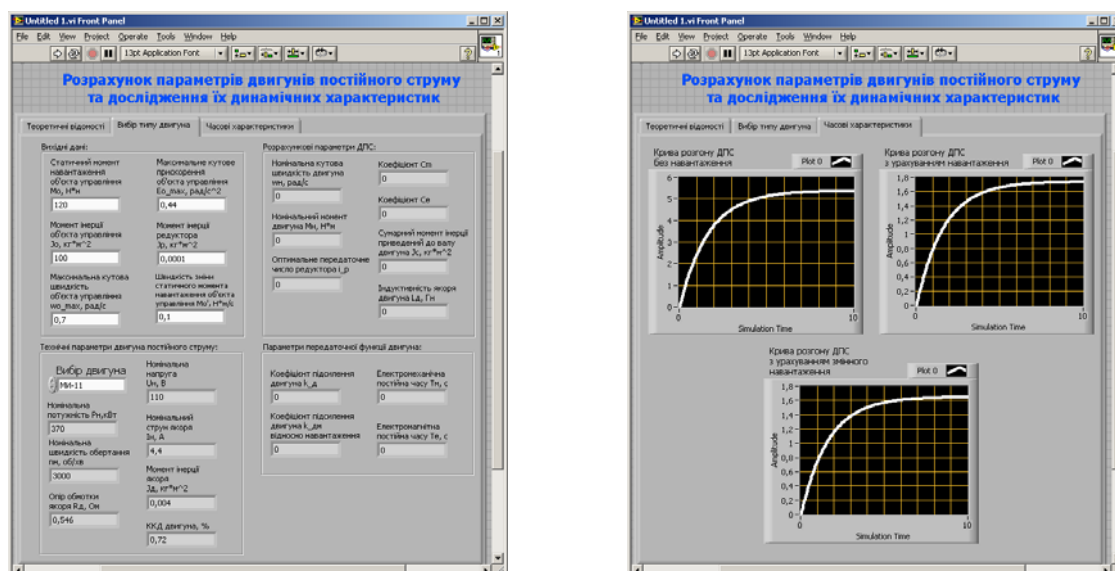 Untitled 1.vi Front Panel
File Edit View Project Operate Tools Window Help
13pt Application Font
Розрахунок параметрів двигунів постійного струму
та дослідження їх динамічних характеристик
Теоретичні відомості Вибір типу двигуна Часові характеристики
Вихідні дані:
Статичний момент
навантаження
об'єкта управління
Mo, Н*м
120
Максимальне кутове
прискорення
об'єкта управління
Eo_max, рад/с^2
0,44
Момент інерції
об'єкта управління
Jo, кг*м^2
100
Момент інерції
редуктора
Jp, кг*м^2
0,0001
Максимальна кутова
швидкість
об'єкта управління
wo_max, рад/с
0,7
Швидкість зміни
статичного момента
навантаження об'єкта
управління Mo', Н*м/с
0,1
Розрахункові параметри ДПС:
Номінальна кутова
швидкість двигуна
wн, рад/с
0
Номінальний момент
двигуна Mн, Н*м
0
Оптимальне передаточне
число редуктора i_p
0
Коефіцієнт Cm
0
Коефіцієнт Ce
0
Сумарний момент інерції
приведений до валу
двигуна Jc, кг*м^2
0
Індуктивність якоря
двигуна Lд, Гн
0
Технічні параметри двигуна постійного струму:
Вибір двигуна
МИ-11
Номінальна
потужність Pн,кВт
370
Номінальна
швидкість обертання
nн, об/хв
3000
Опір обмотки
якоря Rд, Ом
0,546
Номінальна
напруга
Uн, В
110
Номінальний
струм якоря
Iн, А
4,4
Момент інерції
якоря
Jд, кг*м^2
0,004
ККД двигуна, %
0,72
Параметри передаточної функції двигуна:
Коефіцієнт підсилення
двигуна k_д
0
Коефіцієнт підсилення
двигуна k_дм
відносно навантаження
0
Електромеханічна
постійна часу Tм, с
0
Електромагнітна
постійна часу Te, с
0
Untitled 1.vi Front Panel
File Edit View Project Operate Tools Window Help
13pt Application Font
Розрахунок параметрів двигунів постійного струму
та дослідження їх динамічних характеристик
Теоретичні відомості Вибір типу двигуна Часові характеристики
Крива розгону ДПС
без навантаження
Plot 0
Amplitude
6
5
4
3
2
1
0
0 10
Simulation Time
Крива розгону ДПС
з урахуванням навантаження
Plot 0
Amplitude
1,8
1,6
1,4
1,2
1
0,8
0,6
0,4
0,2
0
0 10
Simulation Time
Крива розгону ДПС
з урахуванням змінного
навантаження
Plot 0
Amplitude
1,8
1,6
1,4
1,2
1
0,8
0,6
0,4
0,2
0
0 10
Simulation Time